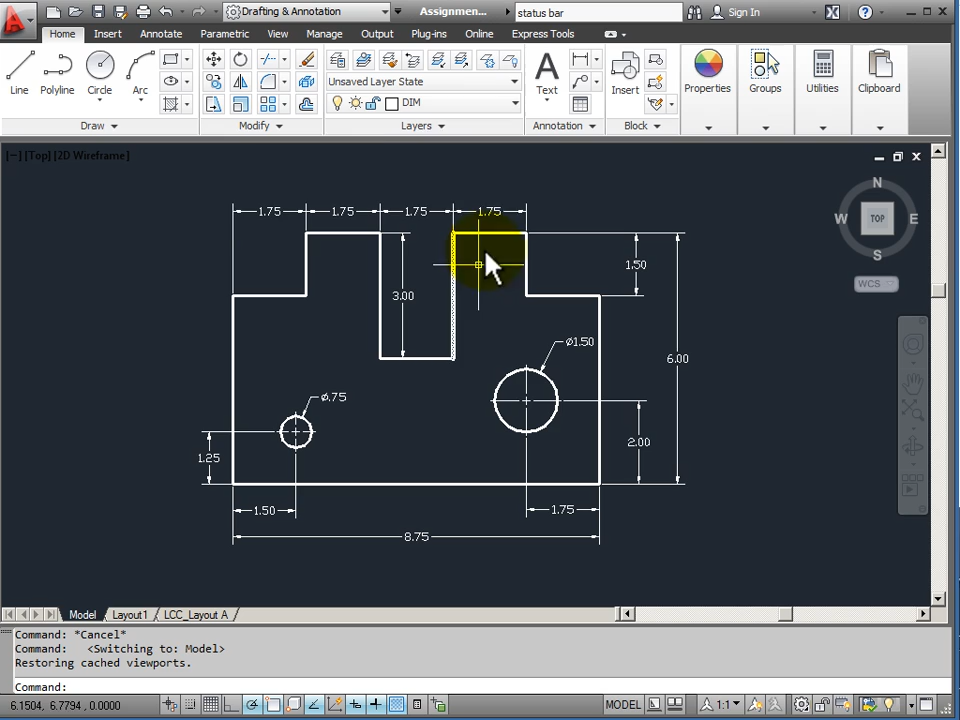 Drafting & Annotation
Assignmen...
status bar
Sign In
Home Insert Annotate Parametric View Manage Output Plug-ins Online Express Tools
Line Polyline Circle Arc
Unsaved Layer State
DIM
Text
Insert
Properties
Groups
Utilities
Clipboard
Draw
Modify
Layers
Annotation
Block
[−] [Top] [2D Wireframe]
N
W TOP E
S
WCS
1.75 1.75 1.75 1.75
1.50
3.00
Ø1.50
6.00
Ø.75
2.00
1.25
1.50
1.75
8.75
Model Layout1 LCC_Layout A
Command: *Cancel*
Command: <Switching to: Model>
Restoring cached viewports.
Command:
6.1504, 6.7794 , 0.0000
MODEL
1:1